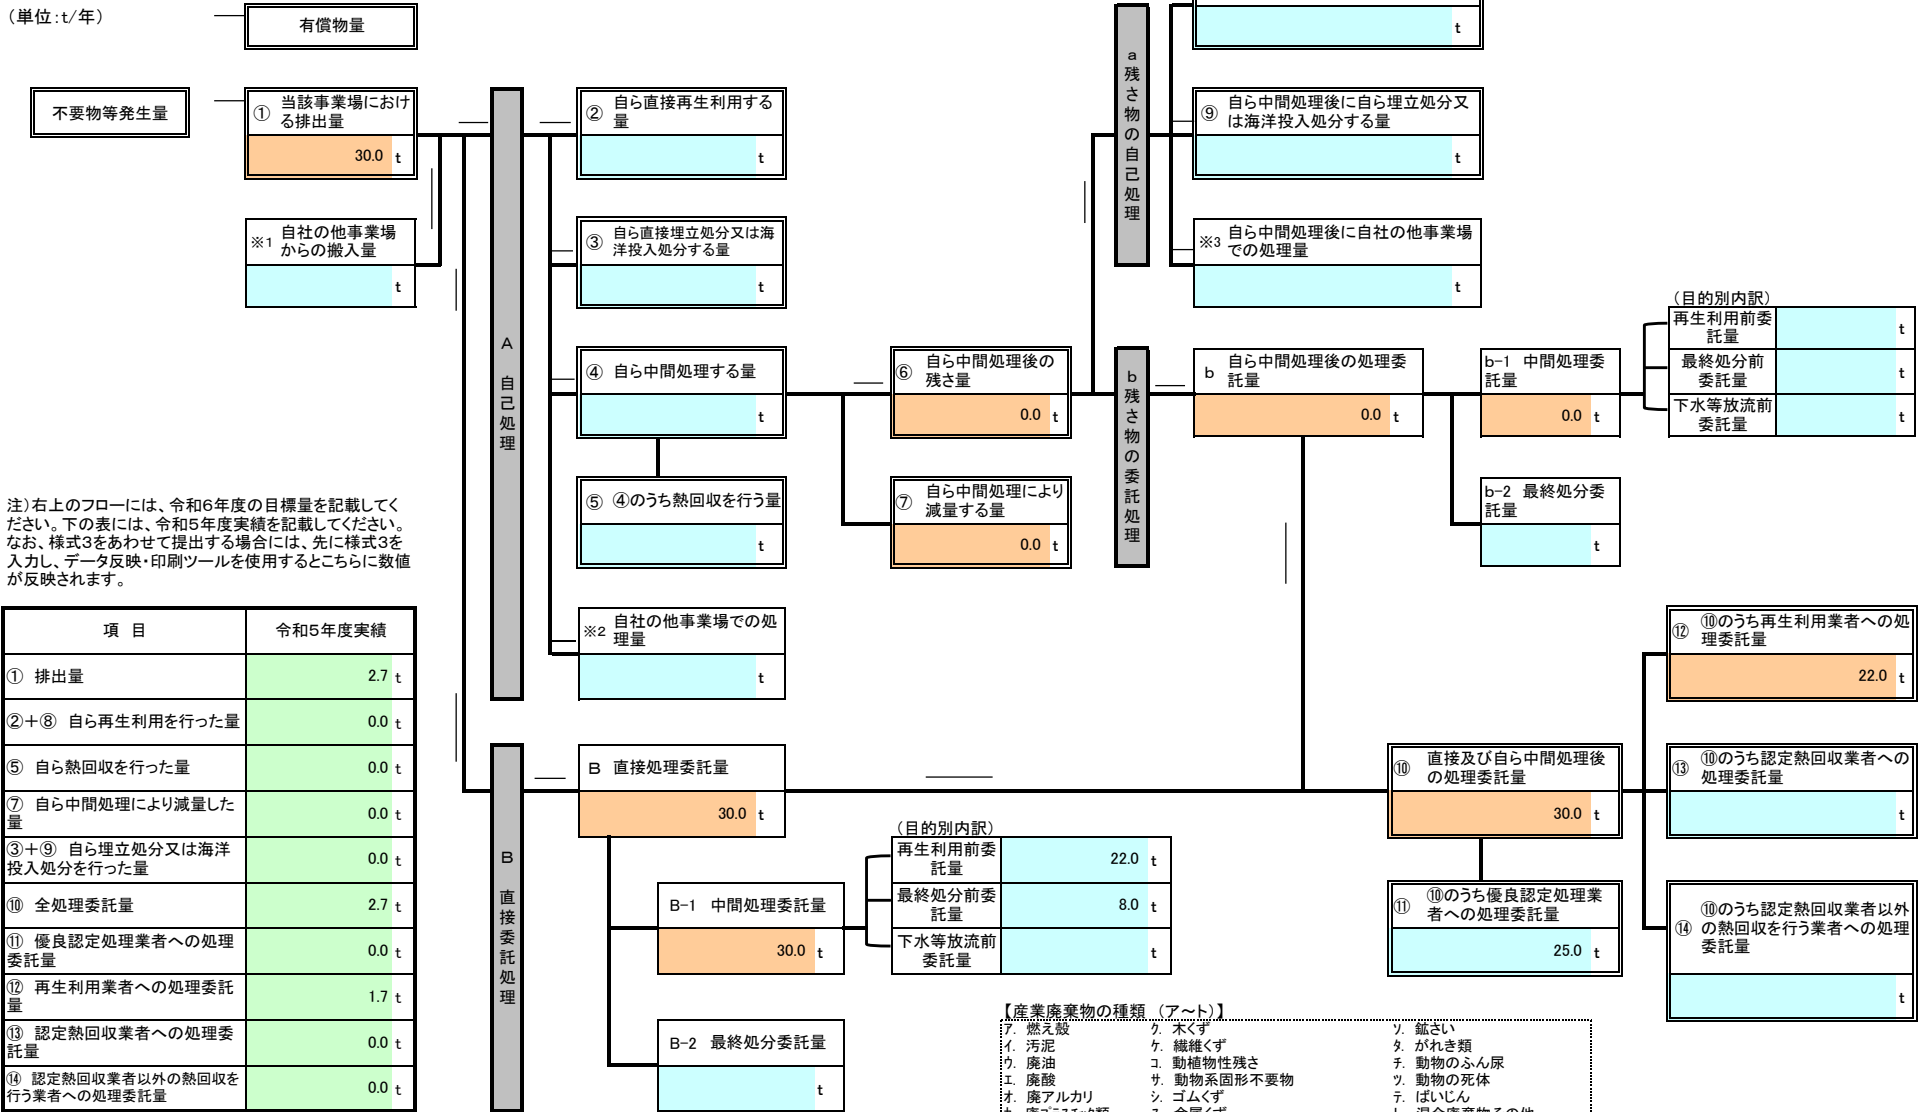 （単位：t/年）
有償物量
t
不要物等発生量
① 当該事業場におけ
る排出量
30.0 t
※1 自社の他事業場
からの搬入量
t
A 自己処理
② 自ら直接再生利用する
量
t
③ 自ら直接埋立処分又は海
洋投入処分する量
t
④ 自ら中間処理する量
t
⑤ ④のうち熱回収を行う量
t
※2 自社の他事業場での処
理量
t
⑥ 自ら中間処理後の
残さ量
0.0 t
⑦ 自ら中間処理により
減量する量
0.0 t
a 残さ物の自己処理
⑨ 自ら中間処理後に自ら埋立処分又
は海洋投入処分する量
t
※3 自ら中間処理後に自社の他事業場
での処理量
t
b 残さ物の委託処理
b 自ら中間処理後の処理委
託量
0.0 t
b-1 中間処理委
託量
0.0 t
（目的別内訳）
再生利用前委
託量
t
最終処分前
委託量
t
下水等放流前
委託量
t
b-2 最終処分委
託量
t
注）右上のフローには、令和６年度の目標量を記載してく
ださい。下の表には、令和５年度実績を記載してください。
なお、様式３をあわせて提出する場合には、先に様式３を
入力し、データ反映・印刷ツールを使用するとこちらに数値
が反映されます。
項 目 令和５年度実績
① 排出量 2.7 t
②＋⑧ 自ら再生利用を行った量 0.0 t
⑤ 自ら熱回収を行った量 0.0 t
⑦ 自ら中間処理により減量した
量 0.0 t
③＋⑨ 自ら埋立処分又は海洋
投入処分を行った量 0.0 t
⑩ 全処理委託量 2.7 t
⑪ 優良認定処理業者への処理
委託量 0.0 t
⑫ 再生利用業者への処理委託
量 1.7 t
⑬ 認定熱回収業者への処理委
託量 0.0 t
⑭ 認定熱回収業者以外の熱回収を
行う業者への処理委託量 0.0 t
B 直接委託処理
B 直接処理委託量
30.0 t
B-1 中間処理委託量
30.0 t
（目的別内訳）
再生利用前委
託量
22.0 t
最終処分前委
託量
8.0 t
下水等放流前
委託量
t
B-2 最終処分委託量
t
⑩ 直接及び自ら中間処理後
の処理委託量
30.0 t
⑪ ⑩のうち優良認定処理業
者への処理委託量
25.0 t
⑫ ⑩のうち再生利用業者への処
理委託量
22.0 t
⑬ ⑩のうち認定熱回収業者への
処理委託量
t
⑭ ⑩のうち認定熱回収業者以外
の熱回収を行う業者への処理
委託量
t
【産業廃棄物の種類 （ア～ト）】
ア. 燃え殻 ク. 木くず ソ. 鉱さい
イ. 汚泥 ケ. 繊維くず タ. がれき類
ウ. 廃油 コ. 動植物性残さ チ. 動物のふん尿
エ. 廃酸 サ. 動物系固形不要物 ツ. 動物の死体
オ. 廃アルカリ シ. ゴムくず テ. ばいじん